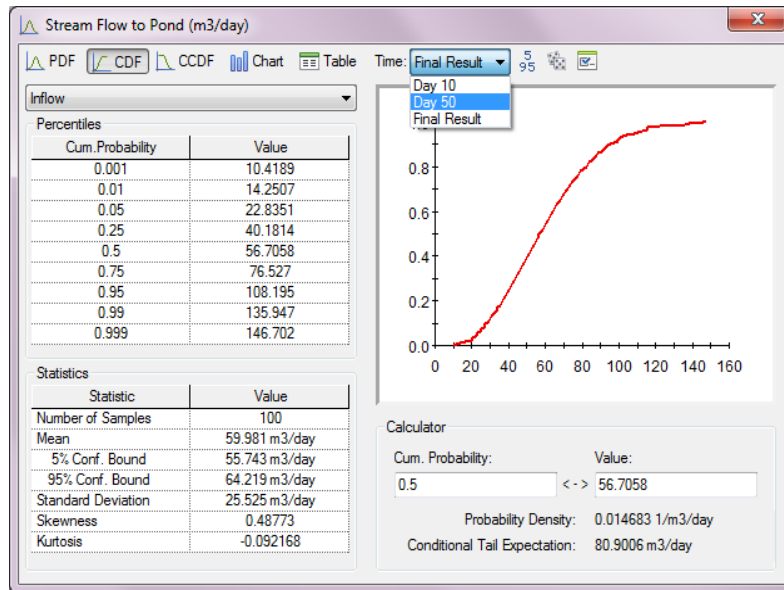 Stream Flow to Pond (m3/day)
x
PDF CDF CCDF Chart Table Time: Final Result 5 95
Day 10
Day 50
Final Result
Inflow
Percentiles
Cum.Probability Value
0.001 10.4189
0.01 14.2507
0.05 22.8351
0.25 40.1814
0.5 56.7058
0.75 76.527
0.95 108.195
0.99 135.947
0.999 146.702
0.8
0.6
0.4
0.2
0.0
0 20 40 60 80 100 120 140 160
Statistics
Statistic Value
Number of Samples 100
Mean 59.981 m3/day
5% Conf. Bound 55.743 m3/day
95% Conf. Bound 64.219 m3/day
Standard Deviation 25.525 m3/day
Skewness 0.48773
Kurtosis -0.092168
Calculator
Cum. Probability: Value:
0.5 <-> 56.7058
Probability Density: 0.014683 1/m3/day
Conditional Tail Expectation: 80.9006 m3/day